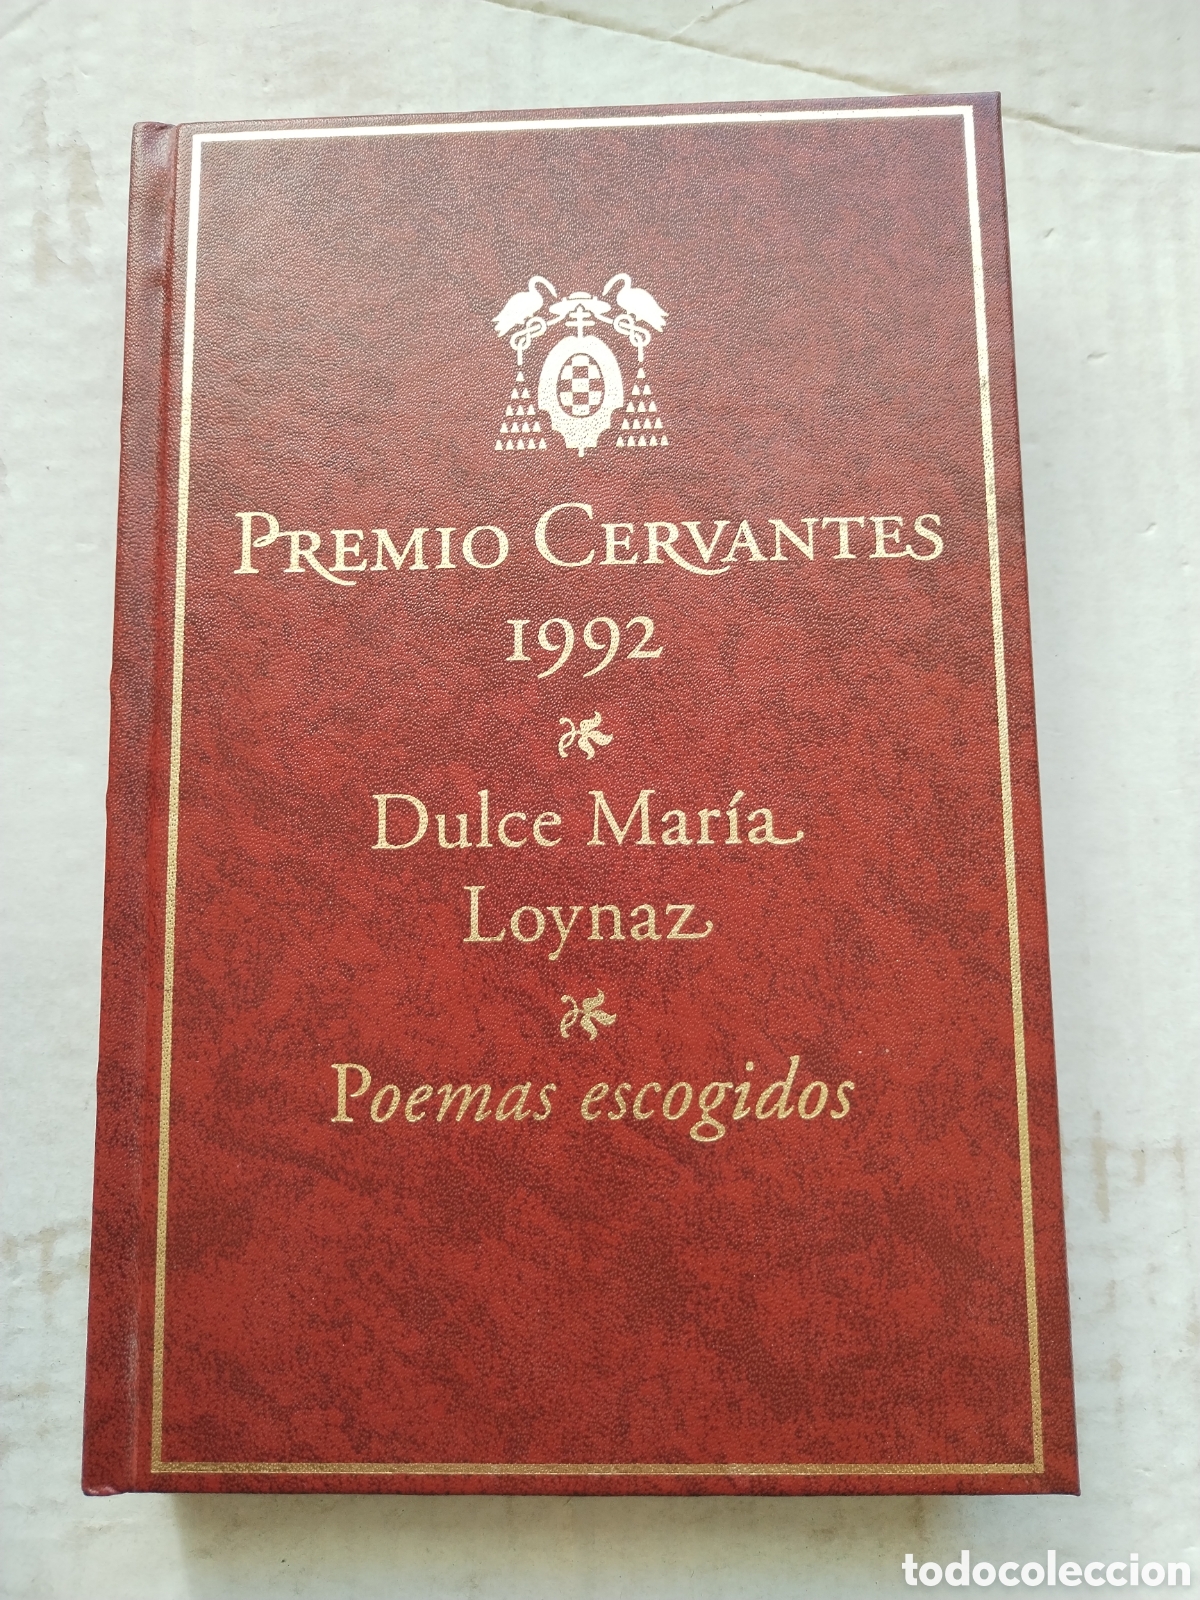 PREMIO CERVANTES
1992
Dulce María
Loynaz
Poemas escogidos
todocoleccion